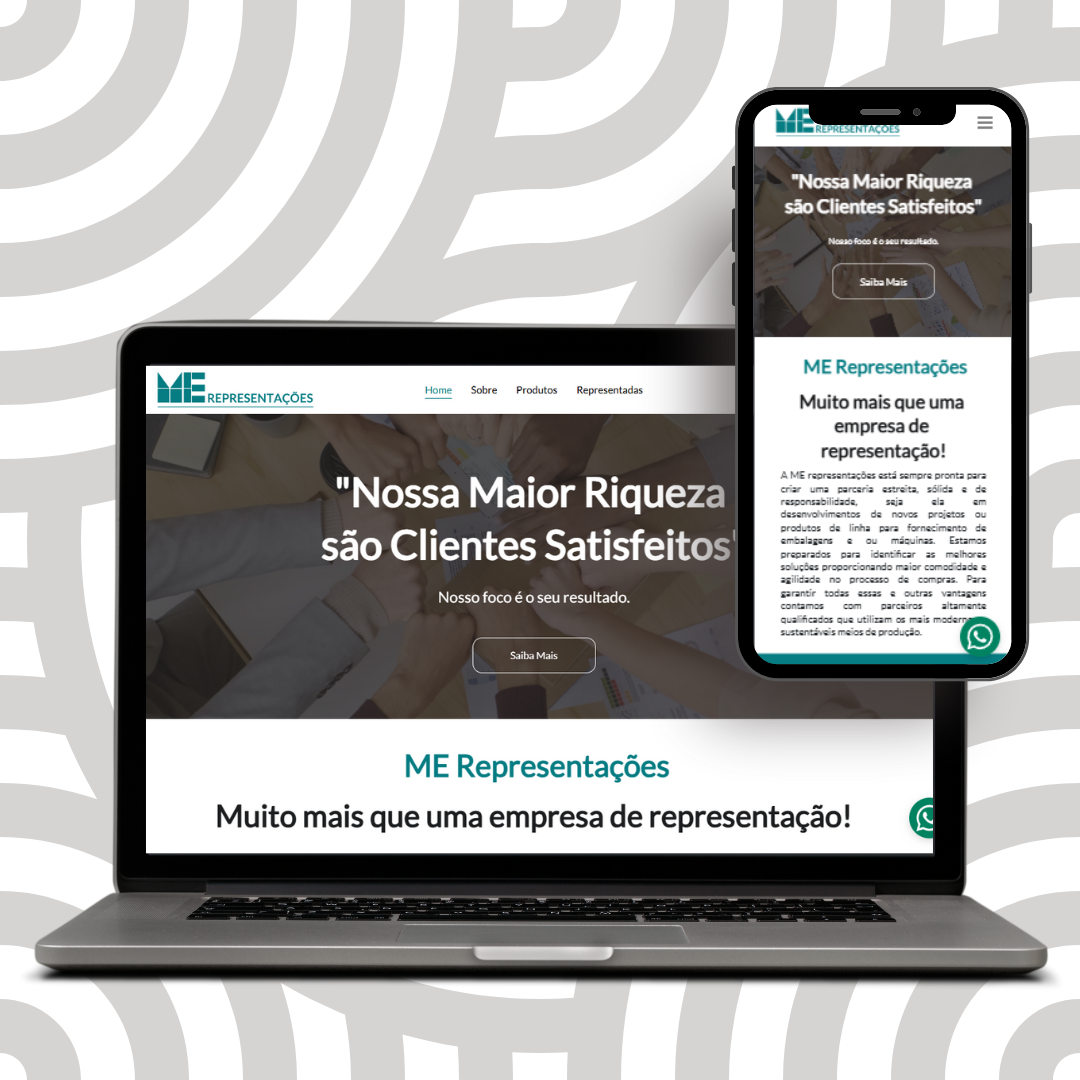 ME REPRESENTAÇÕES
Home Sobre Produtos Representadas
"Nossa Maior Riqueza
são Clientes Satisfeitos"
Nosso foco é o seu resultado.
Saiba Mais
ME Representações
Muito mais que uma empresa de representação!
ME REPRESENTAÇÕES
"Nossa Maior Riqueza
são Clientes Satisfeitos"
Nosso foco é o seu resultado.
Saiba Mais
ME Representações
Muito mais que uma
empresa de
representação!
A ME representações está sempre pronta para
criar uma parceria estreita, sólida e de
responsabilidade, seja ela em
desenvolvimentos de novos projetos ou
produtos de linha para fornecimento de
embalagens e ou máquinas. Estamos
preparados para identificar as melhores
soluções proporcionando maior comodidade e
agilidade no processo de compras. Para
garantir todas essas e outras vantagens
contamos com parceiros altamente
qualificados que utilizam os mais
sustentáveis meios de produção.